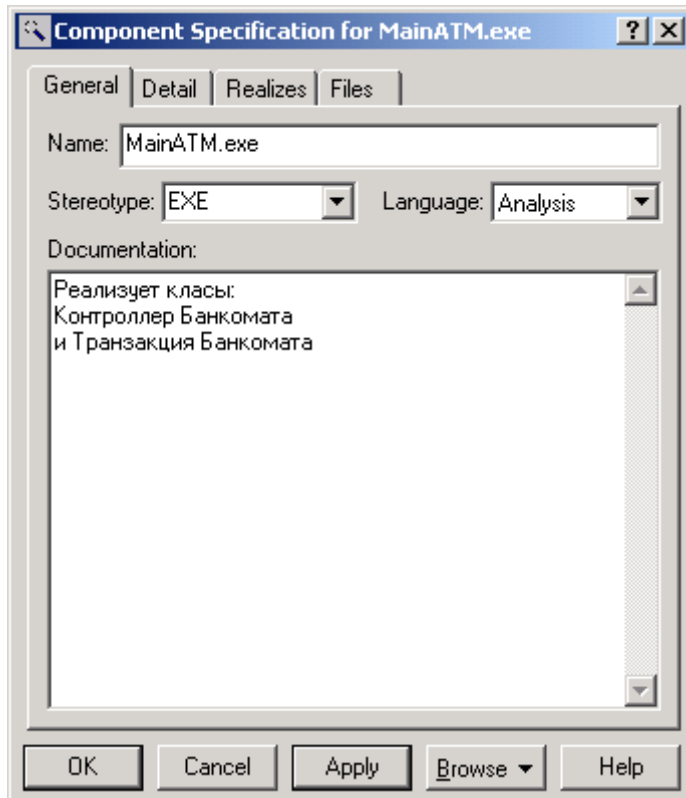 Component Specification for MainATM.exe
General Detail Realizes Files
Name: MainATM.exe
Stereotype: EXE Language: Analysis
Documentation:
Реализует класы:
Контроллер Банкомата
и Транзакция Банкомата
OK Cancel Apply Browse Help